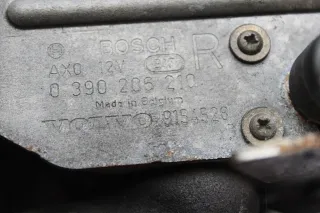 BOSCH R
AXO 12V
0 390 206 210
Made in Belgium
VOLVO 9154528